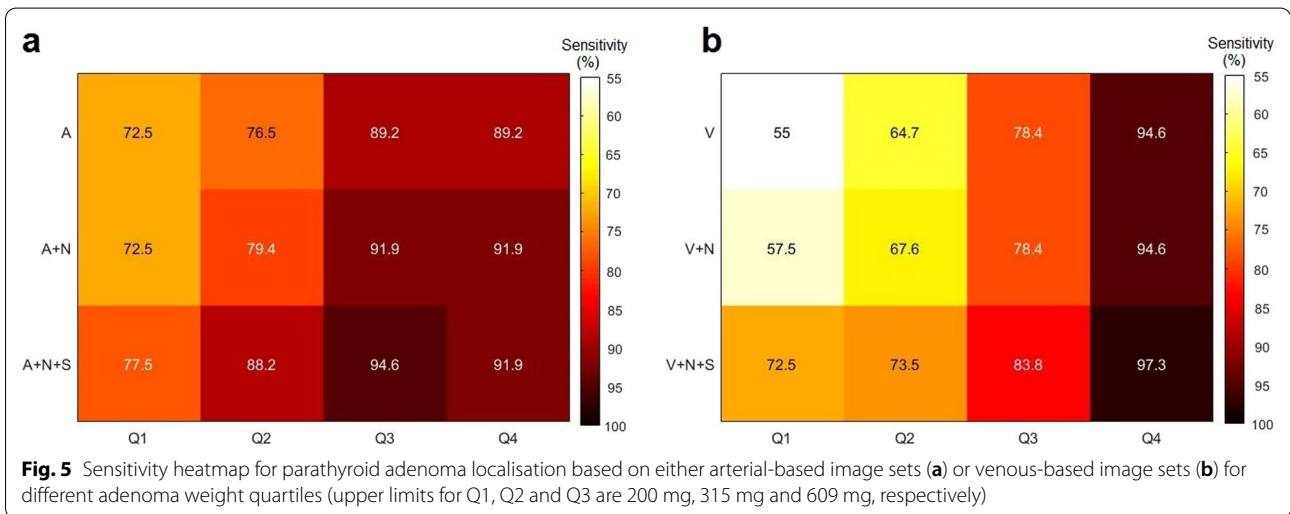 a
Sensitivity
(%)
A 72.5 76.5 89.2 89.2
A+N 72.5 79.4 91.9 91.9
A+N+S 77.5 88.2 94.6 91.9
Q1 Q2 Q3 Q4
55
60
65
70
75
80
85
90
95
100
b
Sensitivity
(%)
V 55 64.7 78.4 94.6
V+N 57.5 67.6 78.4 94.6
V+N+S 72.5 73.5 83.8 97.3
Q1 Q2 Q3 Q4
55
60
65
70
75
80
85
90
95
100
Fig. 5 Sensitivity heatmap for parathyroid adenoma localisation based on either arterial-based image sets (a) or venous-based image sets (b) for
different adenoma weight quartiles (upper limits for Q1, Q2 and Q3 are 200 mg, 315 mg and 609 mg, respectively)